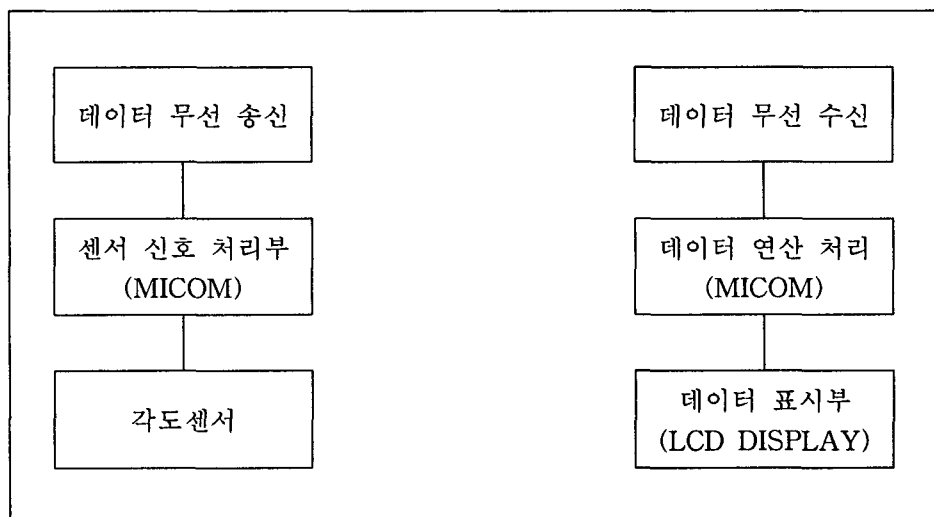 데이터 무선 송신
센서 신호 처리부
(MICOM)
각도센서
데이터 무선 수신
데이터 연산 처리
(MICOM)
데이터 표시부
(LCD DISPLAY)